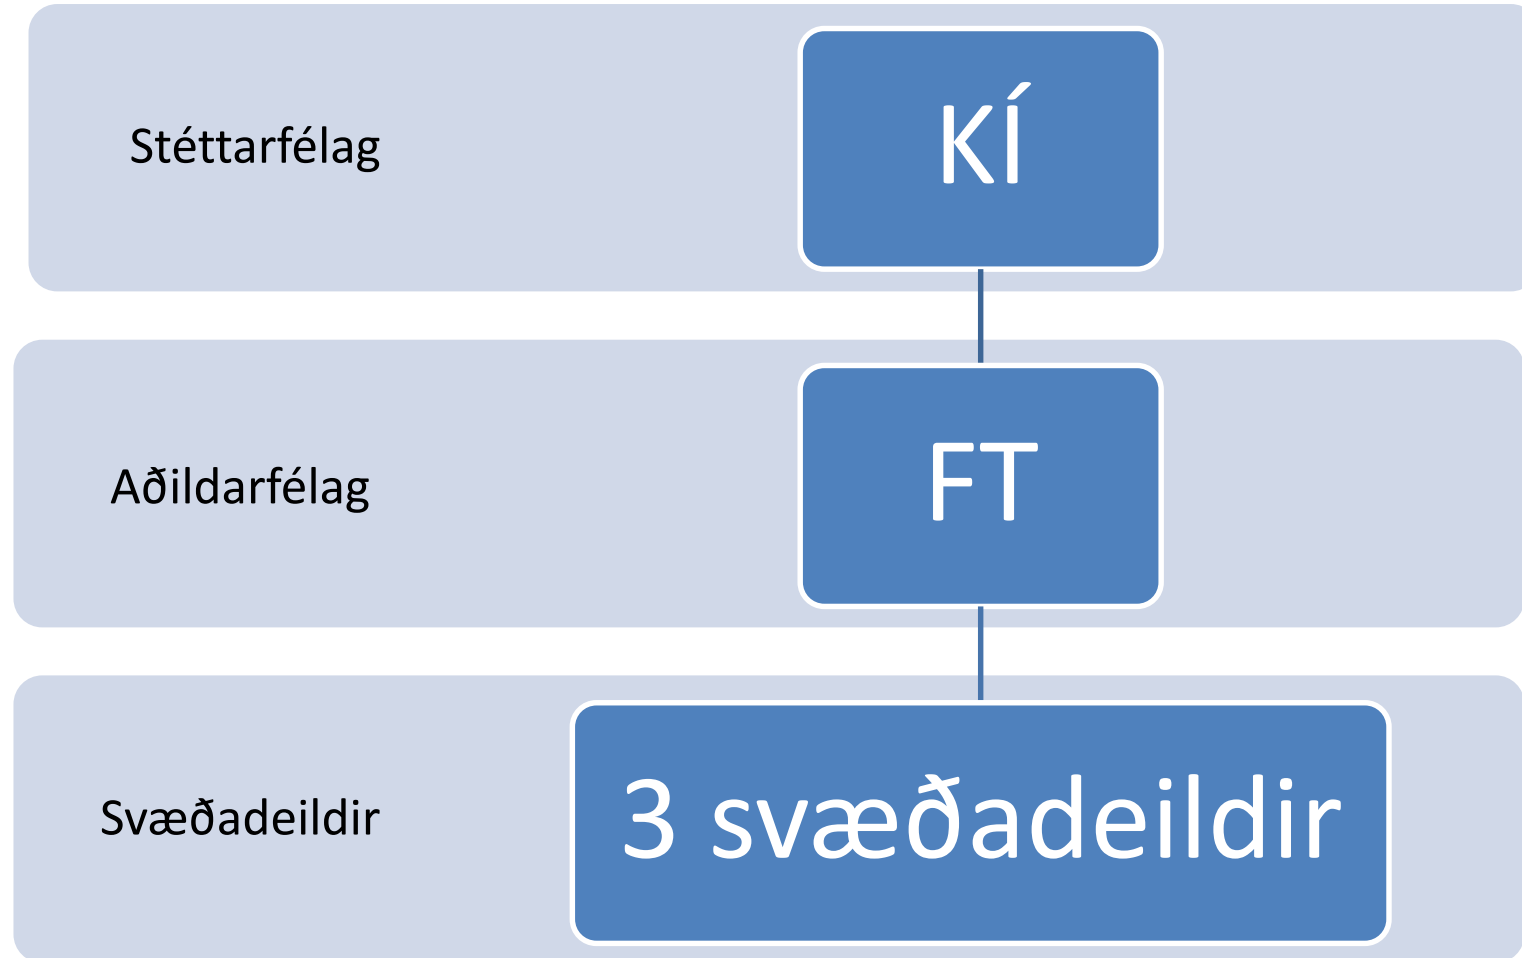 Stéttarfélag
KÍ
Aðildarfélag
FT
Svæðadeildir
3 svæðadeildir